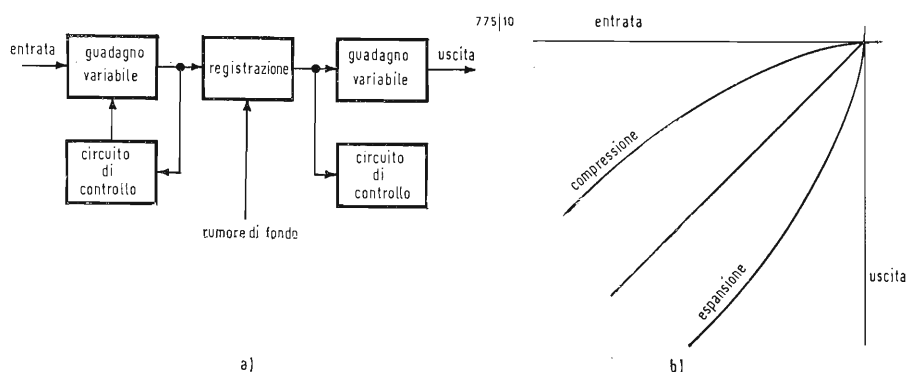 775|10
entrata
guadagno
variabile
registrazione
guadagno
variabile
uscita
circuito
di
controllo
circuito
di
controllo
rumore di fondo
a)
entrata
compressione
espansione
uscita
b)